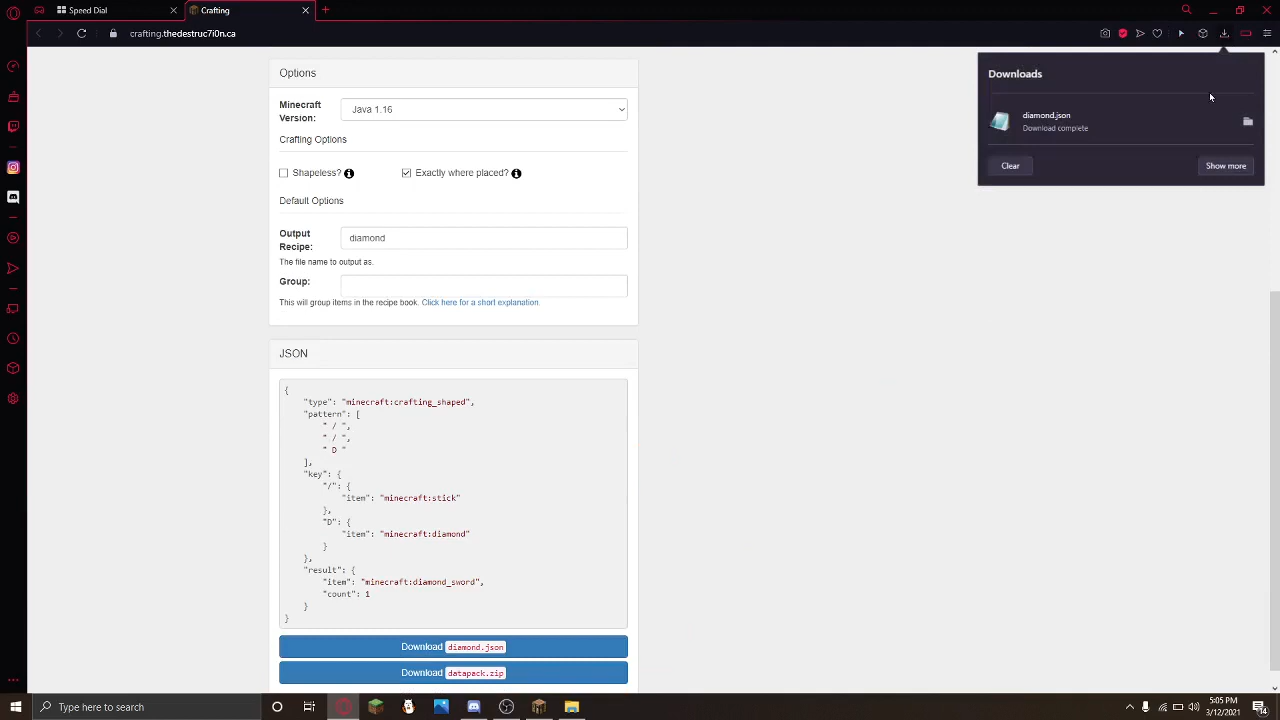 Speed Dial
Crafting
crafting.thedestruc7i0n.ca
Options
Minecraft
Version:
Java 1.16
Crafting Options
Shapeless?
Exactly where placed?
Default Options
Output
Recipe:
diamond
The file name to output as.
Group:
This will group items in the recipe book. Click here for a short explanation.
JSON
{
"type": "minecraft:crafting_shaped",
"pattern": [
" / ",
" / ",
" D "
],
"key": {
"/": {
"item": "minecraft:stick"
},
"D": {
"item": "minecraft:diamond"
}
},
"result": {
"item": "minecraft:diamond_sword",
"count": 1
}
}
Download diamond.json
Download datapack.zip
Downloads
diamond.json
Download complete
Clear
Show more
Type here to search
5:05 PM
3/12/2021
14